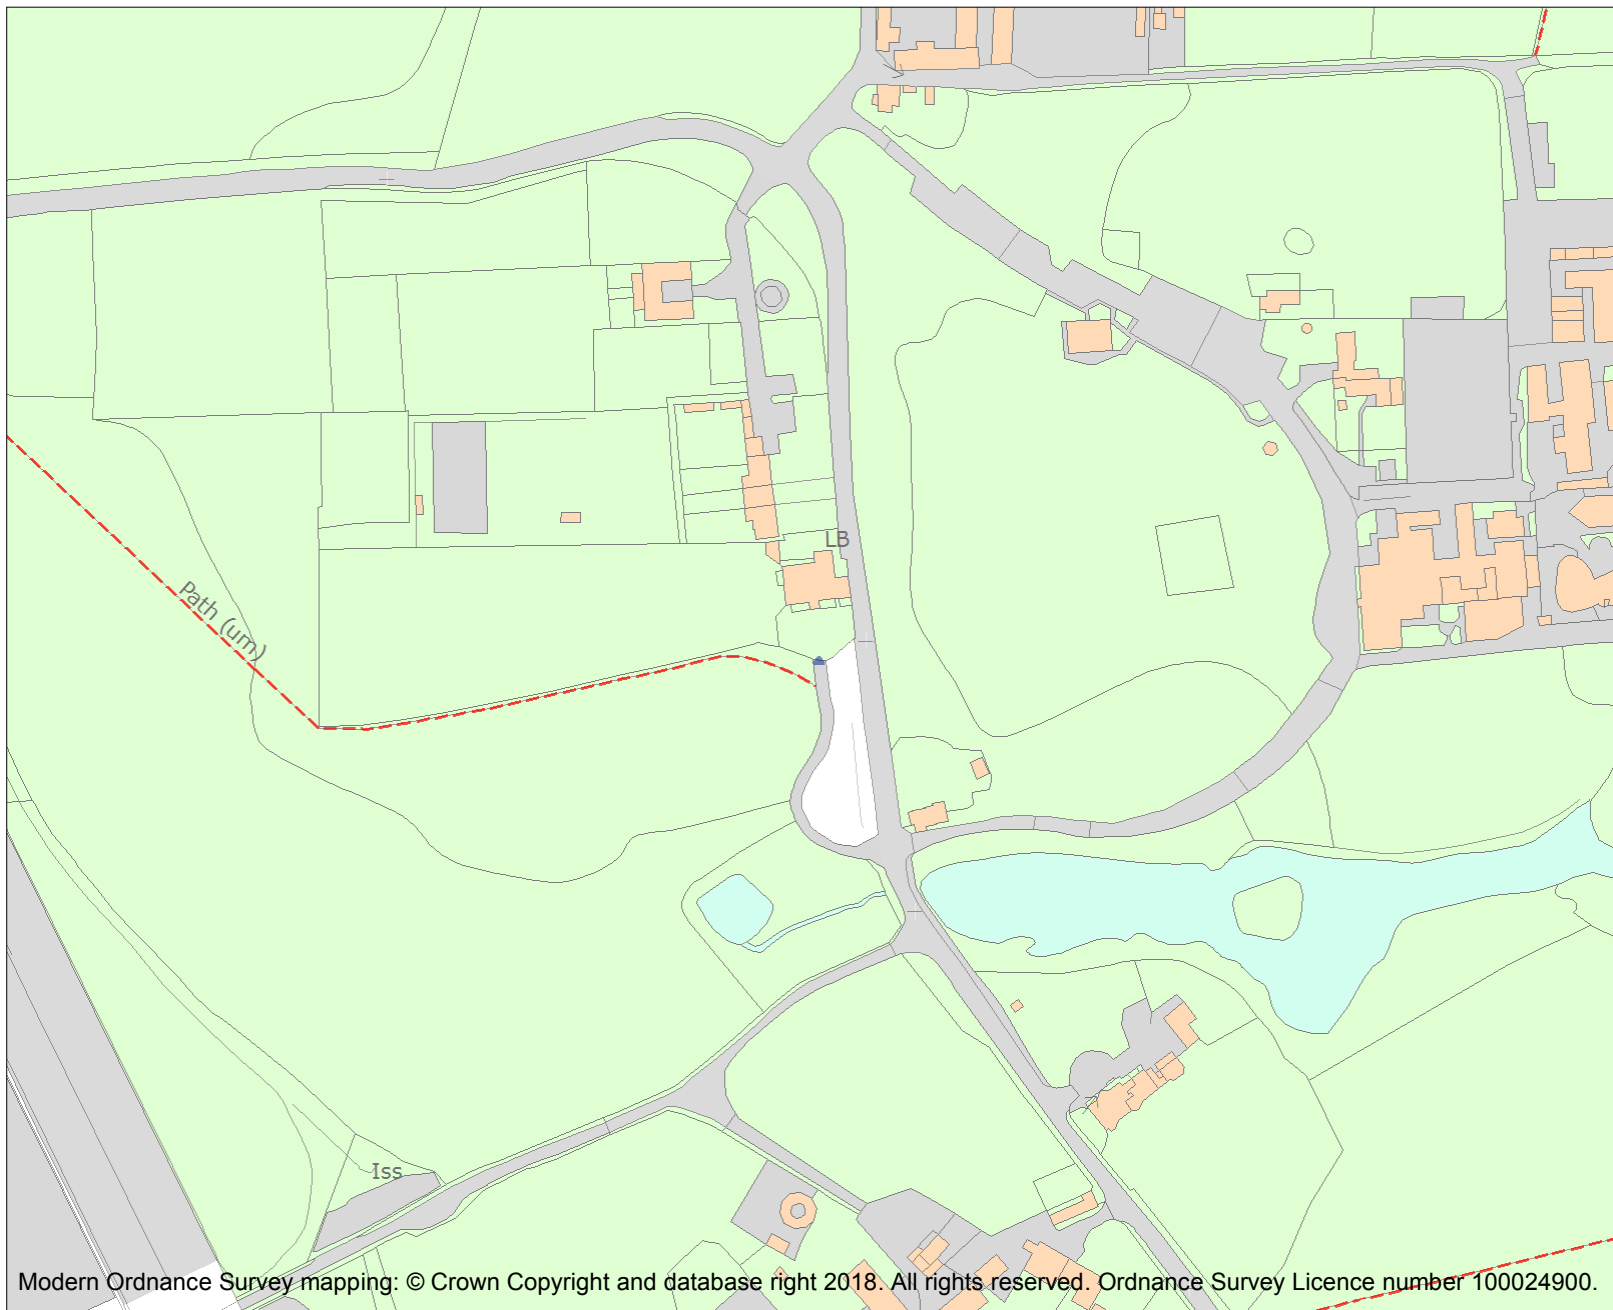 LB
Path (um)
Iss
Modern Ordnance Survey mapping: © Crown Copyright and database right 2018. All rights reserved. Ordnance Survey Licence number 100024900.